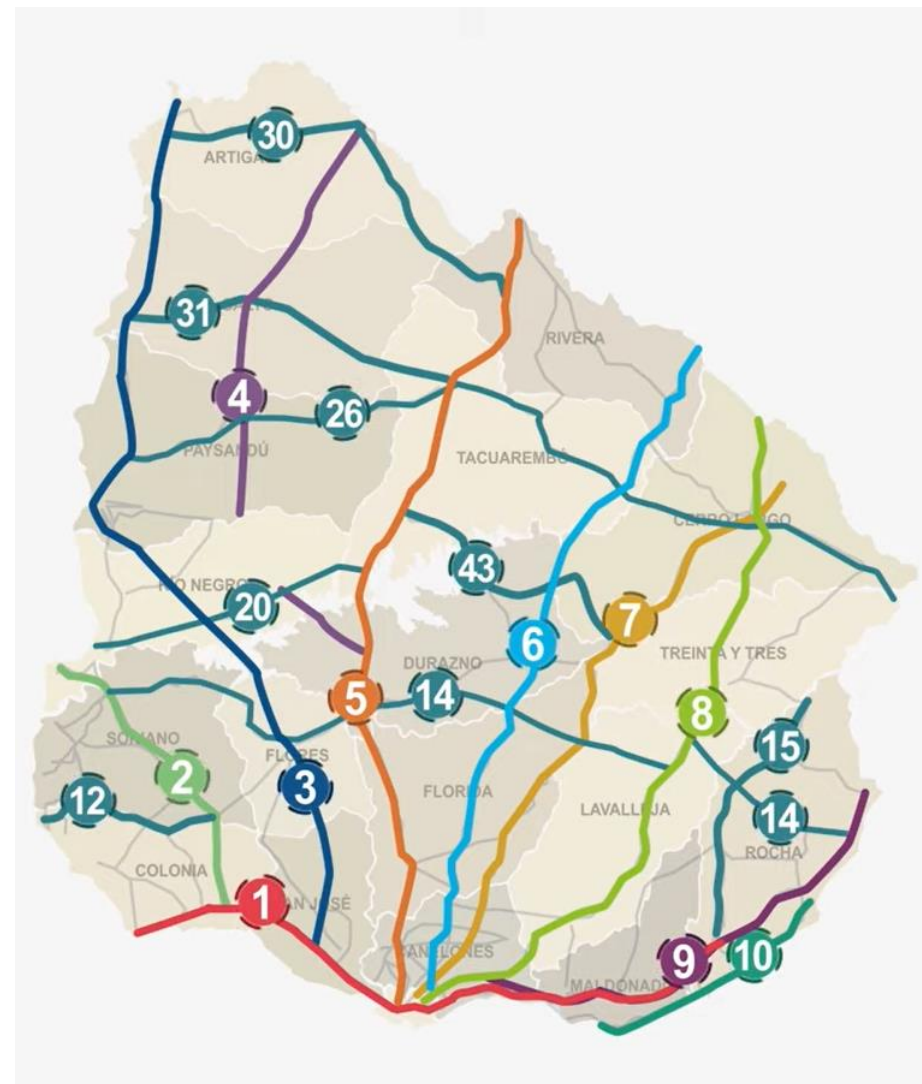 30
ARTIGA
31
SALTO
RIVERA
4
26
PAYSANDÚ
TACUAREMBÓ
CERRO LARGO
43
RÍO NEGRO
20
7
6
DURAZNO
TREINTA Y TRES
5
14
8
SORIANO
15
FLORES
2
3
12
FLORIDA
LAVALLEJA
14
ROCHA
COLONIA
1
SAN JOSÉ
CANELONES
9
10
MALDONADO